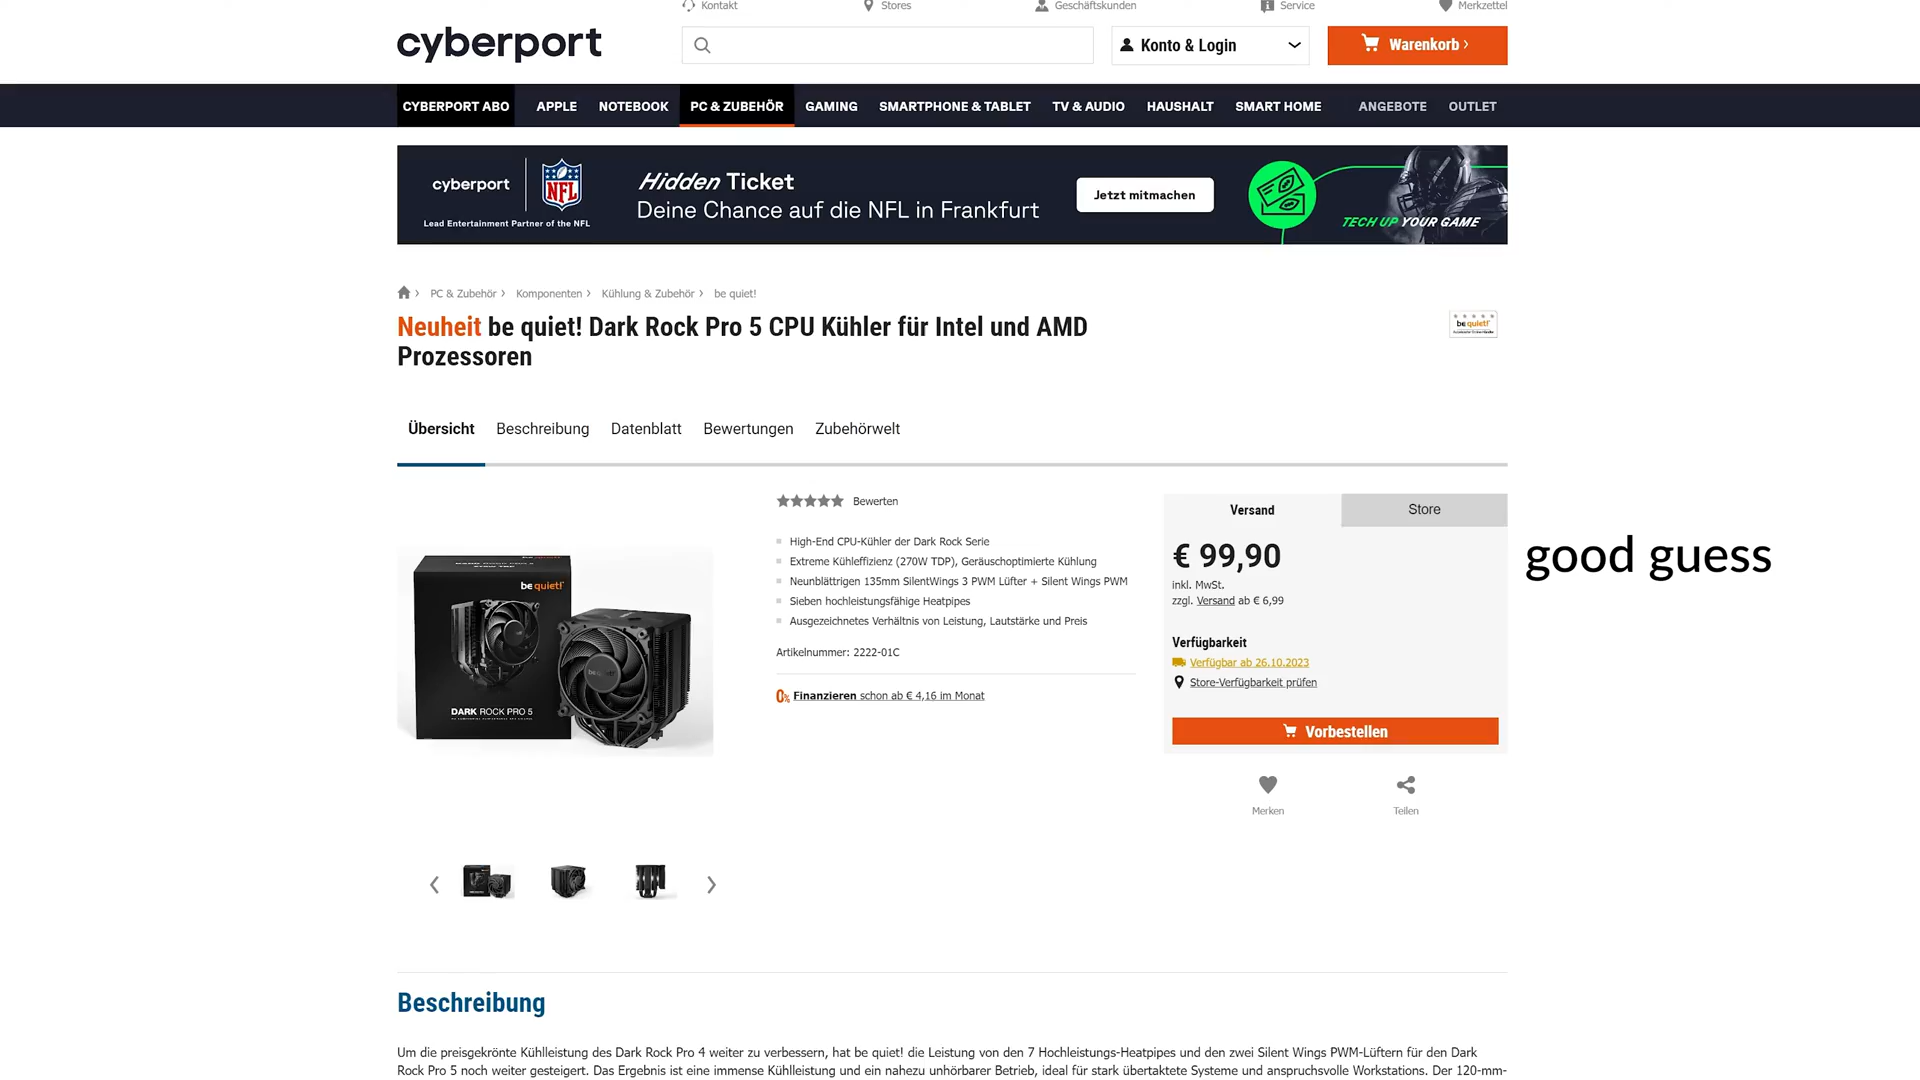 Kontakt
Stores
Geschäftskunden
Service
Merkzettel
cyberport
Konto & Login
Warenkorb ›
CYBERPORT ABO
APPLE
NOTEBOOK
PC & ZUBEHÖR
GAMING
SMARTPHONE & TABLET
TV & AUDIO
HAUSHALT
SMART HOME
ANGEBOTE
OUTLET
cyberport
NFL
Lead Entertainment Partner of the NFL
Hidden Ticket
Deine Chance auf die NFL in Frankfurt
Jetzt mitmachen
TECH UP YOUR GAME
PC & Zubehör ›
Komponenten ›
Kühlung & Zubehör ›
be quiet!
Neuheit be quiet! Dark Rock Pro 5 CPU Kühler für Intel und AMD
Prozessoren
be quiet!
Übersicht
Beschreibung
Datenblatt
Bewertungen
Zubehörwelt
be quiet!
DARK ROCK PRO 5
be quiet!
Bewerten
High-End CPU-Kühler der Dark Rock Serie
Extreme Kühleffizienz (270W TDP), Geräuschoptimierte Kühlung
Neunblättrigen 135mm SilentWings 3 PWM Lüfter + Silent Wings PWM
Sieben hochleistungsfähige Heatpipes
Ausgezeichnetes Verhältnis von Leistung, Lautstärke und Preis
Artikelnummer: 2222-01C
0% Finanzieren schon ab € 4,16 im Monat
Versand
Store
€ 99,90
inkl. MwSt.
zzgl. Versand ab € 6,99
Verfügbarkeit
Verfügbar ab 26.10.2023
Store-Verfügbarkeit prüfen
Vorbestellen
Merken
Teilen
good guess
Beschreibung
Um die preisgekrönte Kühlleistung des Dark Rock Pro 4 weiter zu verbessern, hat be quiet! die Leistung von den 7 Hochleistungs-Heatpipes und den zwei Silent Wings PWM-Lüftern für den Dark
Rock Pro 5 noch weiter gesteigert. Das Ergebnis ist eine immense Kühlleistung und ein nahezu unhörbarer Betrieb, ideal für stark übertaktete Systeme und anspruchsvolle Workstations. Der 120-mm-